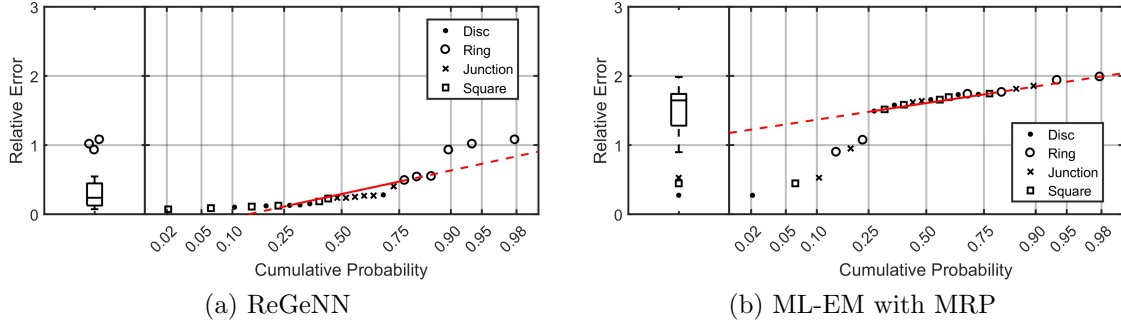 3
2
1
0
Relative Error
Disc
Ring
Junction
Square
0.02
0.05
0.10
0.25
0.50
0.75
0.90
0.95
0.98
Cumulative Probability
(a) ReGeNN
3
2
1
0
Relative Error
Disc
Ring
Junction
Square
0.02
0.05
0.10
0.25
0.50
0.75
0.90
0.95
0.98
Cumulative Probability
(b) ML-EM with MRP